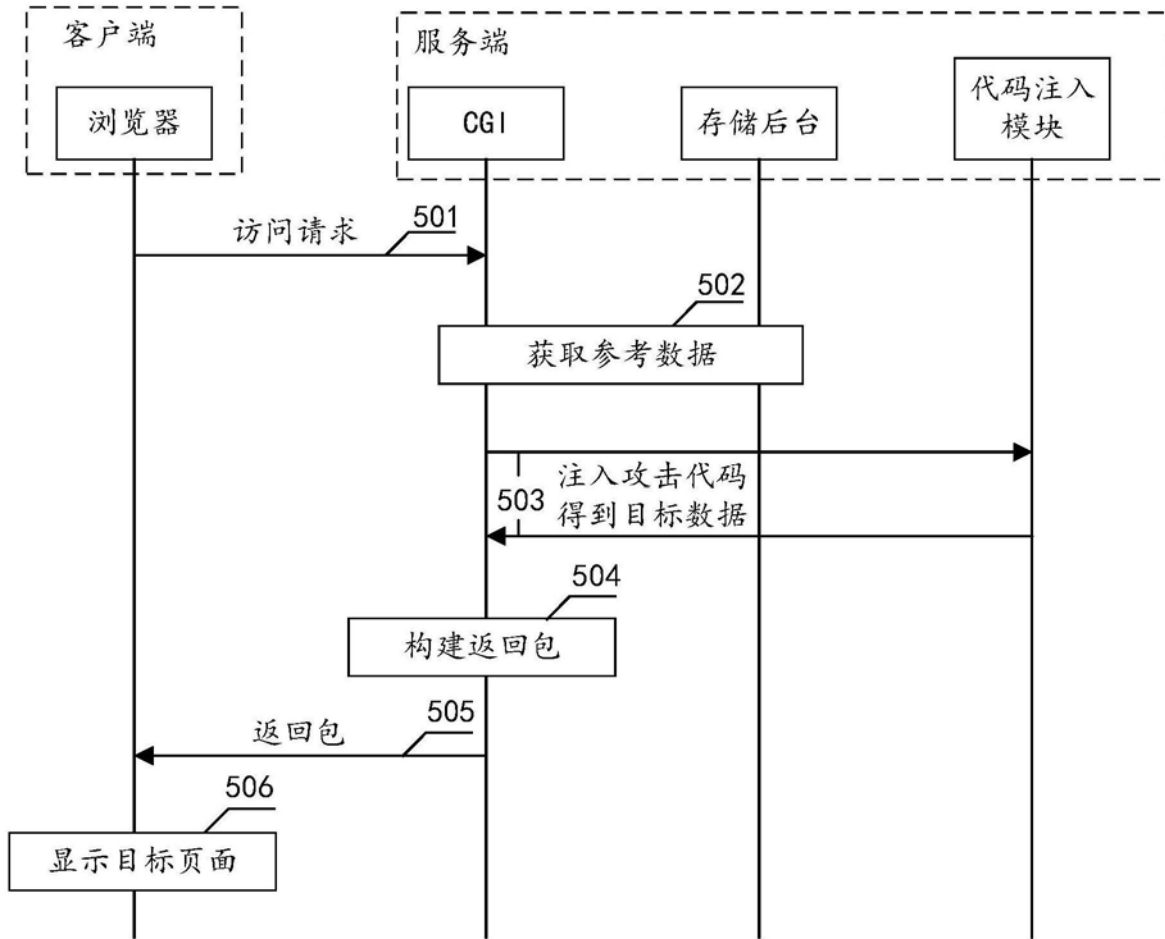 客户端
服务端
浏览器
CGI
存储后台
代码注入
模块
访问请求
501
502
获取参考数据
503
注入攻击代码
得到目标数据
504
构建返回包
返回包
505
506
显示目标页面